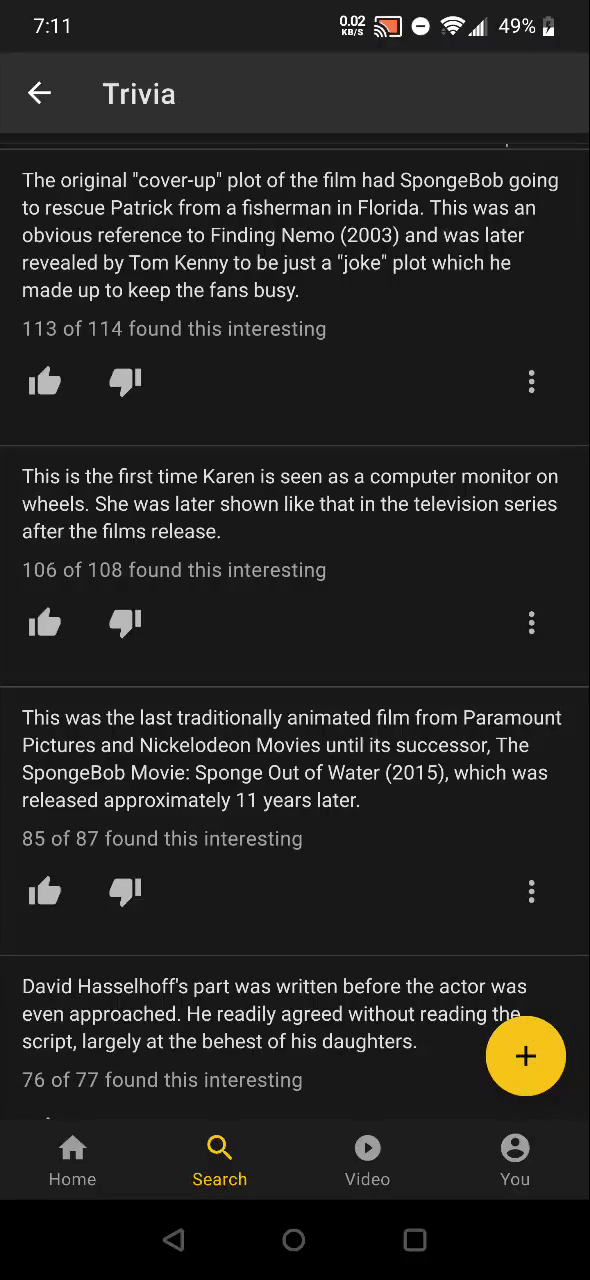 7:11
0.02
KB/S
49%
Trivia
The original "cover-up" plot of the film had SpongeBob going
to rescue Patrick from a fisherman in Florida. This was an
obvious reference to Finding Nemo (2003) and was later
revealed by Tom Kenny to be just a "joke" plot which he
made up to keep the fans busy.
113 of 114 found this interesting
This is the first time Karen is seen as a computer monitor on
wheels. She was later shown like that in the television series
after the films release.
106 of 108 found this interesting
This was the last traditionally animated film from Paramount
Pictures and Nickelodeon Movies until its successor, The
SpongeBob Movie: Sponge Out of Water (2015), which was
released approximately 11 years later.
85 of 87 found this interesting
David Hasselhoff's part was written before the actor was
even approached. He readily agreed without reading the
script, largely at the behest of his daughters.
76 of 77 found this interesting
Home
Search
Video
You